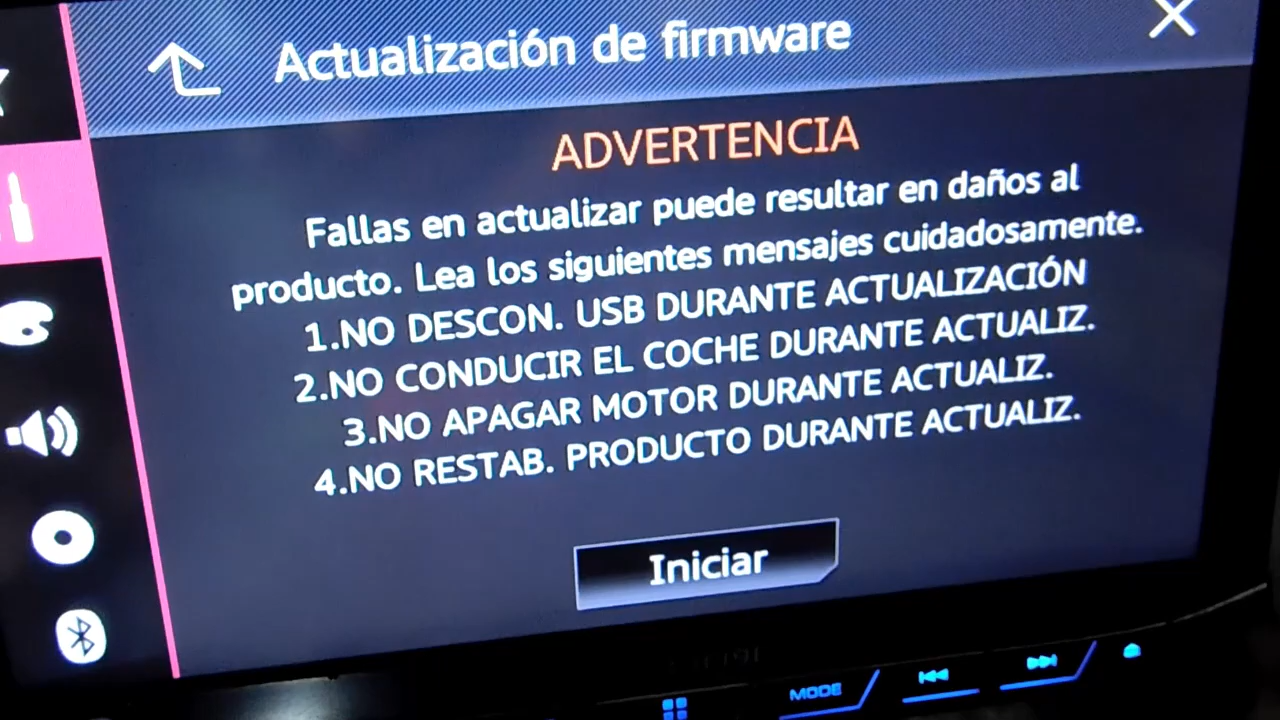 Actualización de firmware
ADVERTENCIA
Fallas en actualizar puede resultar en daños al
producto. Lea los siguientes mensajes cuidadosamente.
1.NO DESCON. USB DURANTE ACTUALIZACIÓN
2.NO CONDUCIR EL COCHE DURANTE ACTUALIZ.
3.NO APAGAR MOTOR DURANTE ACTUALIZ.
4.NO RESTAB. PRODUCTO DURANTE ACTUALIZ.
Iniciar
MODE